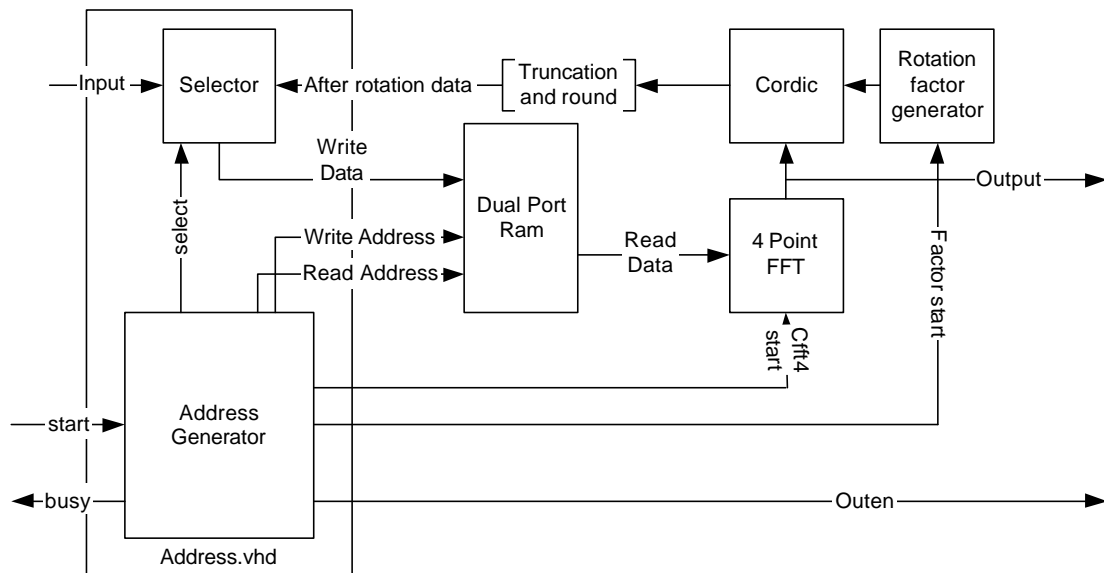 Input
Selector
After rotation data
Truncation
and round
Cordic
Rotation
factor
generator
Write
Data
select
Write Address
Read Address
Dual Port
Ram
Read
Data
4 Point
FFT
Output
Factor start
Cfft4
start
start
Address
Generator
busy
Outen
Address.vhd